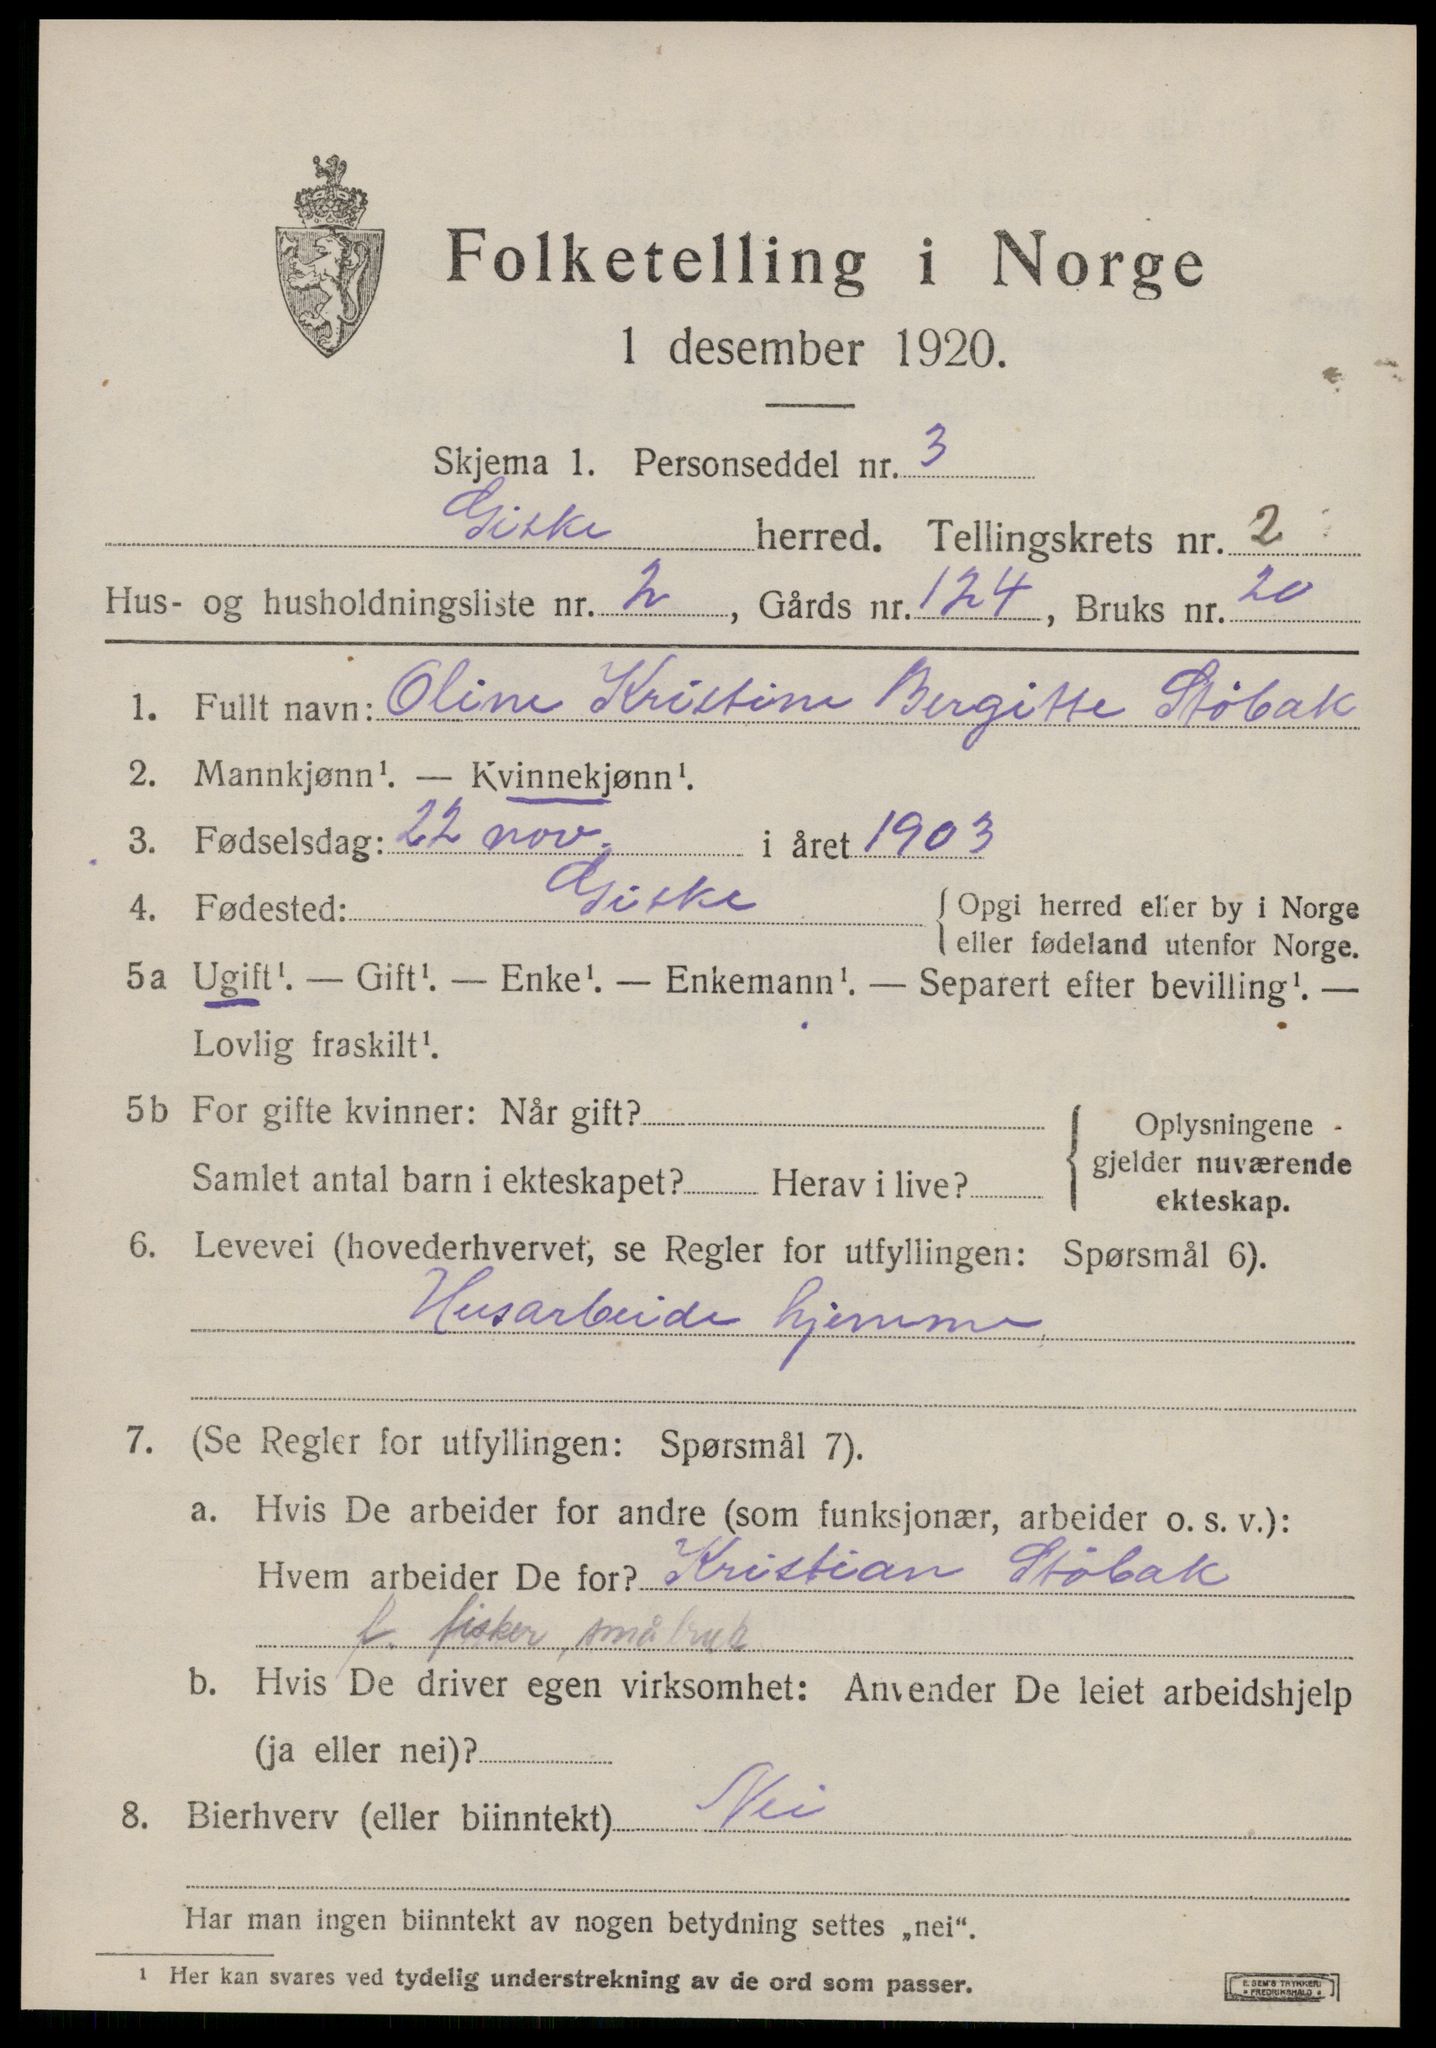 Folketelling i Norge
1 desember 1920.
Skjema 1. Personseddel nr. 3
Giske herred. Tellingskrets nr. 2
Hus- og husholdningsliste nr. 2, Gårds nr. 124, Bruks nr. 20
1. Fullt navn: Oline Kristine Bergitte Støbak
2. Mannkjønn¹. — Kvinnekjønn¹.
3. Fødselsdag: 22 nov. i året 1903
4. Fødested: Giske { Opgi herred eller by i Norge
eller fødeland utenfor Norge.
5a Ugift¹. — Gift¹. — Enke¹. — Enkemann¹. — Separert efter bevilling¹. —
Lovlig fraskilt¹.
5b For gifte kvinner: Når gift?
Samlet antal barn i ekteskapet? Herav i live?
Oplysningene
gjelder nuværende
ekteskap.
6. Levevei (hovederhvervet, se Regler for utfyllingen: Spørsmål 6).
Husarbeide hjemme
7. (Se Regler for utfyllingen: Spørsmål 7).
a. Hvis De arbeider for andre (som funksjonær, arbeider o. s. v.):
Hvem arbeider De for? Kristian Støbak
f. fisker, småbruk
b. Hvis De driver egen virksomhet: Anvender De leiet arbeidshjelp
(ja eller nei)?
8. Bierhverv (eller biinntekt) Nei
Har man ingen biinntekt av nogen betydning settes „nei“.
¹ Her kan svares ved tydelig understrekning av de ord som passer.
E. SEM'S TRYKKERI
FREDRIKSHALD